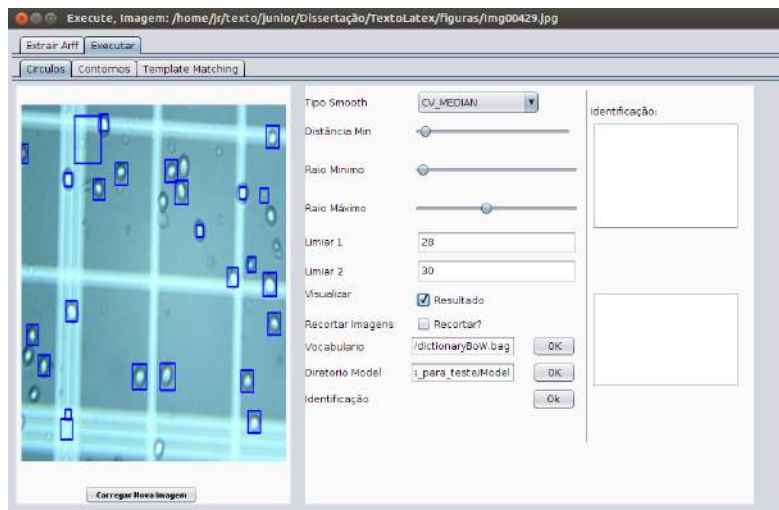 Execute, Imagem: /home/jr/texto/junior/Dissertação/TextoLatex/figuras/Img00429.jpg
Extrair Arff Executar
Circulos Contornos Template Matching
Tipo Smooth CV_MEDIAN
Identificação:
Distância Min
Raio Minimo
Raio Máximo
Limiar 1 28
Limiar 2 30
Visualizar Resultado
Recortar Imagens Recortar?
Vocabulario /dictionaryBoW.bag OK
Diretorio Model s_para_teste/Model OK
Identificação Ok
Carregar Nova Imagem